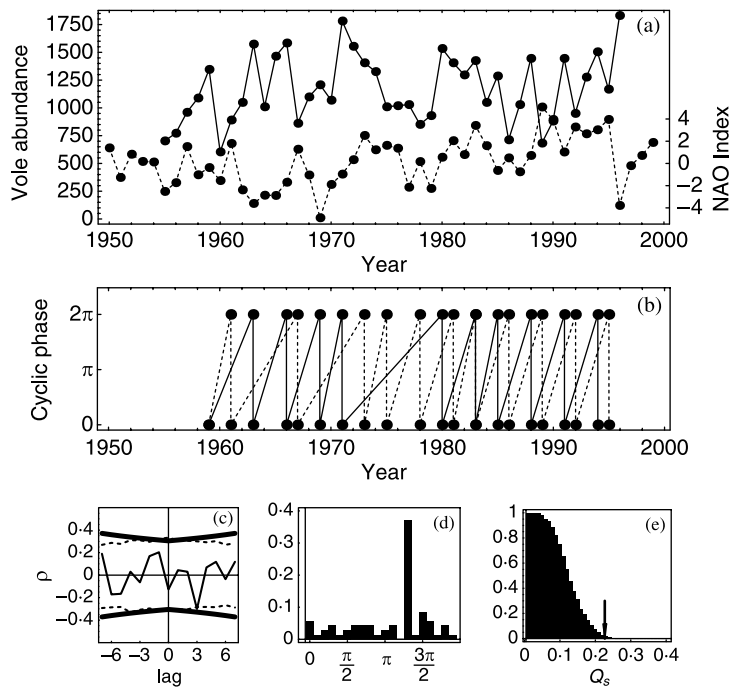 (a)
Vole abundance
1750
1500
1250
1000
750
500
250
0
4
2
0
−2
−4
NAO Index
1950 1960 1970 1980 1990 2000
Year
(b)
Cyclic phase
2π
π
0
1950 1960 1970 1980 1990 2000
Year
(c)
ρ
0·4
0·2
0
−0·2
−0·4
−6 −3 0 3 6
lag
(d)
0·4
0·3
0·2
0·1
0
0 π/2 π 3π/2
(e)
1
0·8
0·6
0·4
0·2
0
0 0·1 0·2 0·3 0·4
Qs